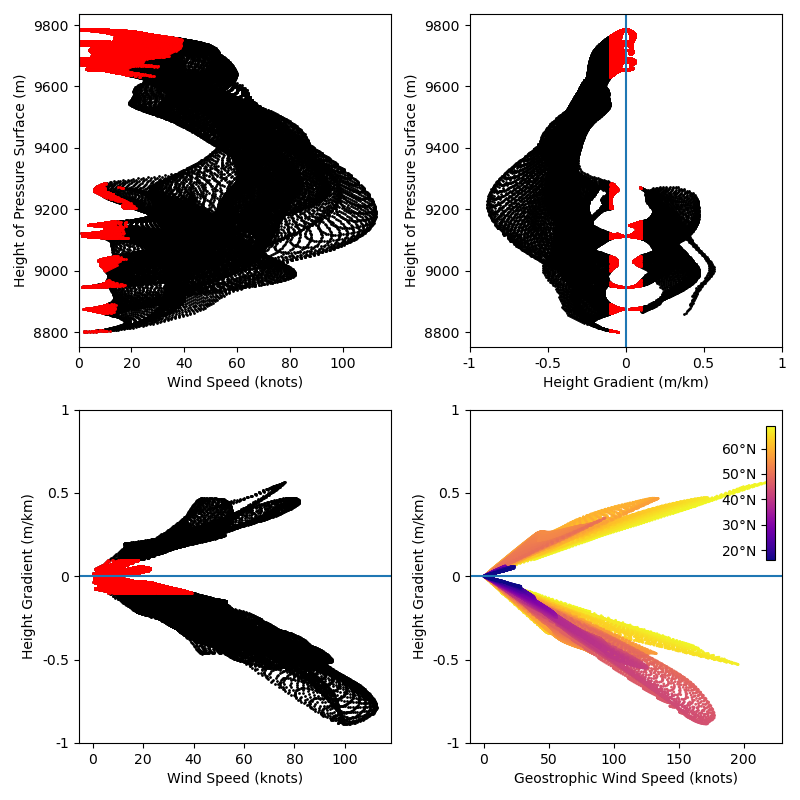 9800
9600
9400
9200
9000
8800
Height of Pressure Surface (m)
0 20 40 60 80 100
Wind Speed (knots)
9800
9600
9400
9200
9000
8800
Height of Pressure Surface (m)
-1 -0.5 0 0.5 1
Height Gradient (m/km)
1
0.5
0
-0.5
-1
Height Gradient (m/km)
0 20 40 60 80 100
Wind Speed (knots)
1
0.5
0
-0.5
-1
Height Gradient (m/km)
60°N
50°N
40°N
30°N
20°N
0 50 100 150 200
Geostrophic Wind Speed (knots)